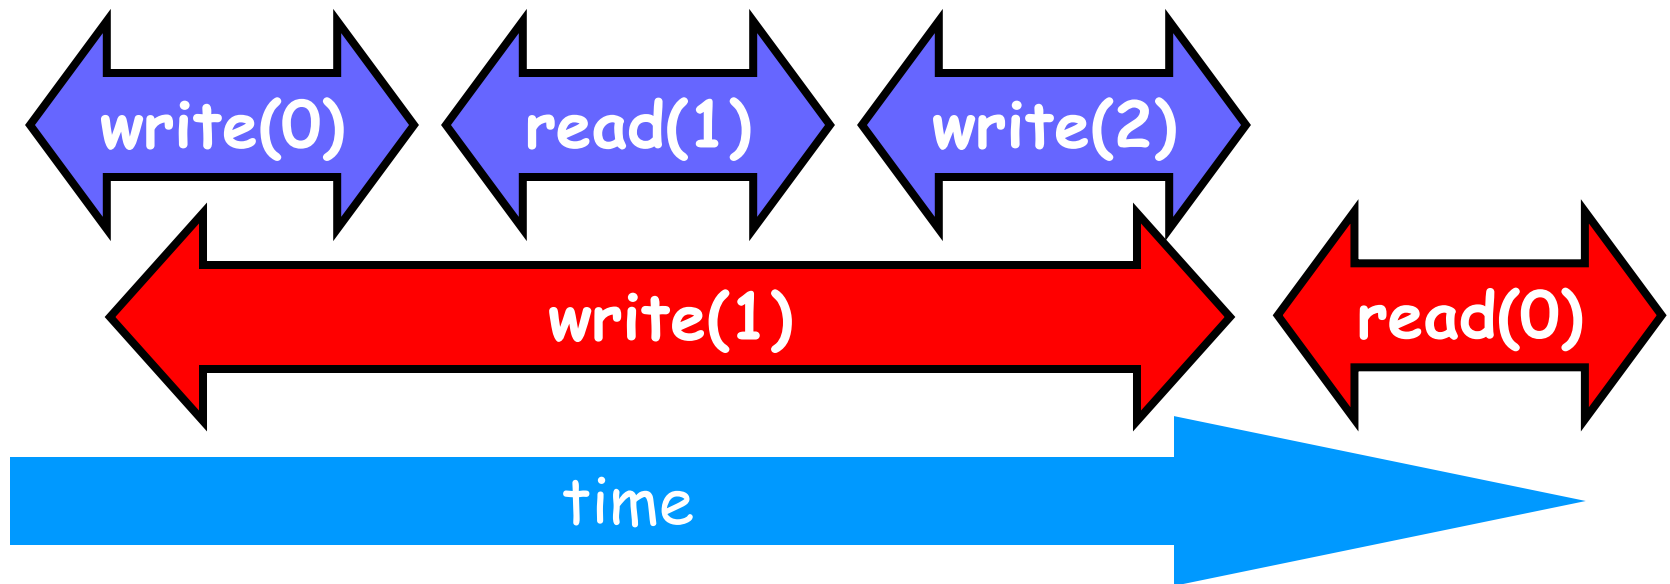 write(0) read(1) write(2)
write(1) read(0)
time